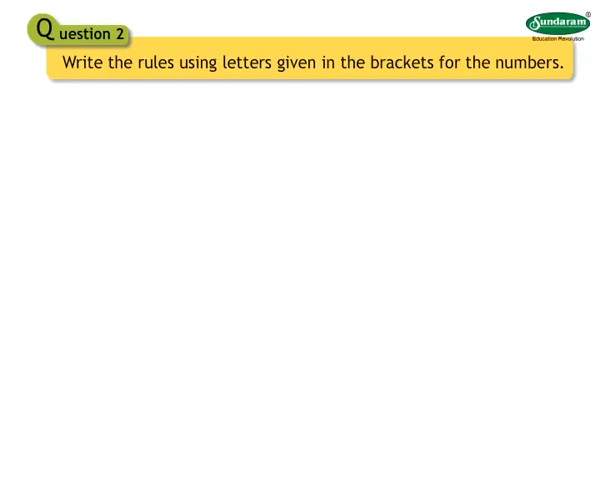 Question 2
Sundaram®
Education Revolution
Write the rules using letters given in the brackets for the numbers.